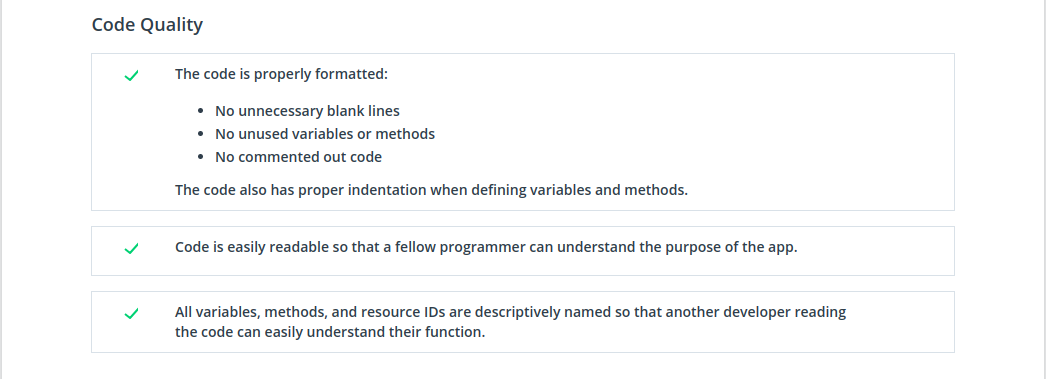 Code Quality
The code is properly formatted:
No unnecessary blank lines
No unused variables or methods
No commented out code
The code also has proper indentation when defining variables and methods.
Code is easily readable so that a fellow programmer can understand the purpose of the app.
All variables, methods, and resource IDs are descriptively named so that another developer reading
the code can easily understand their function.